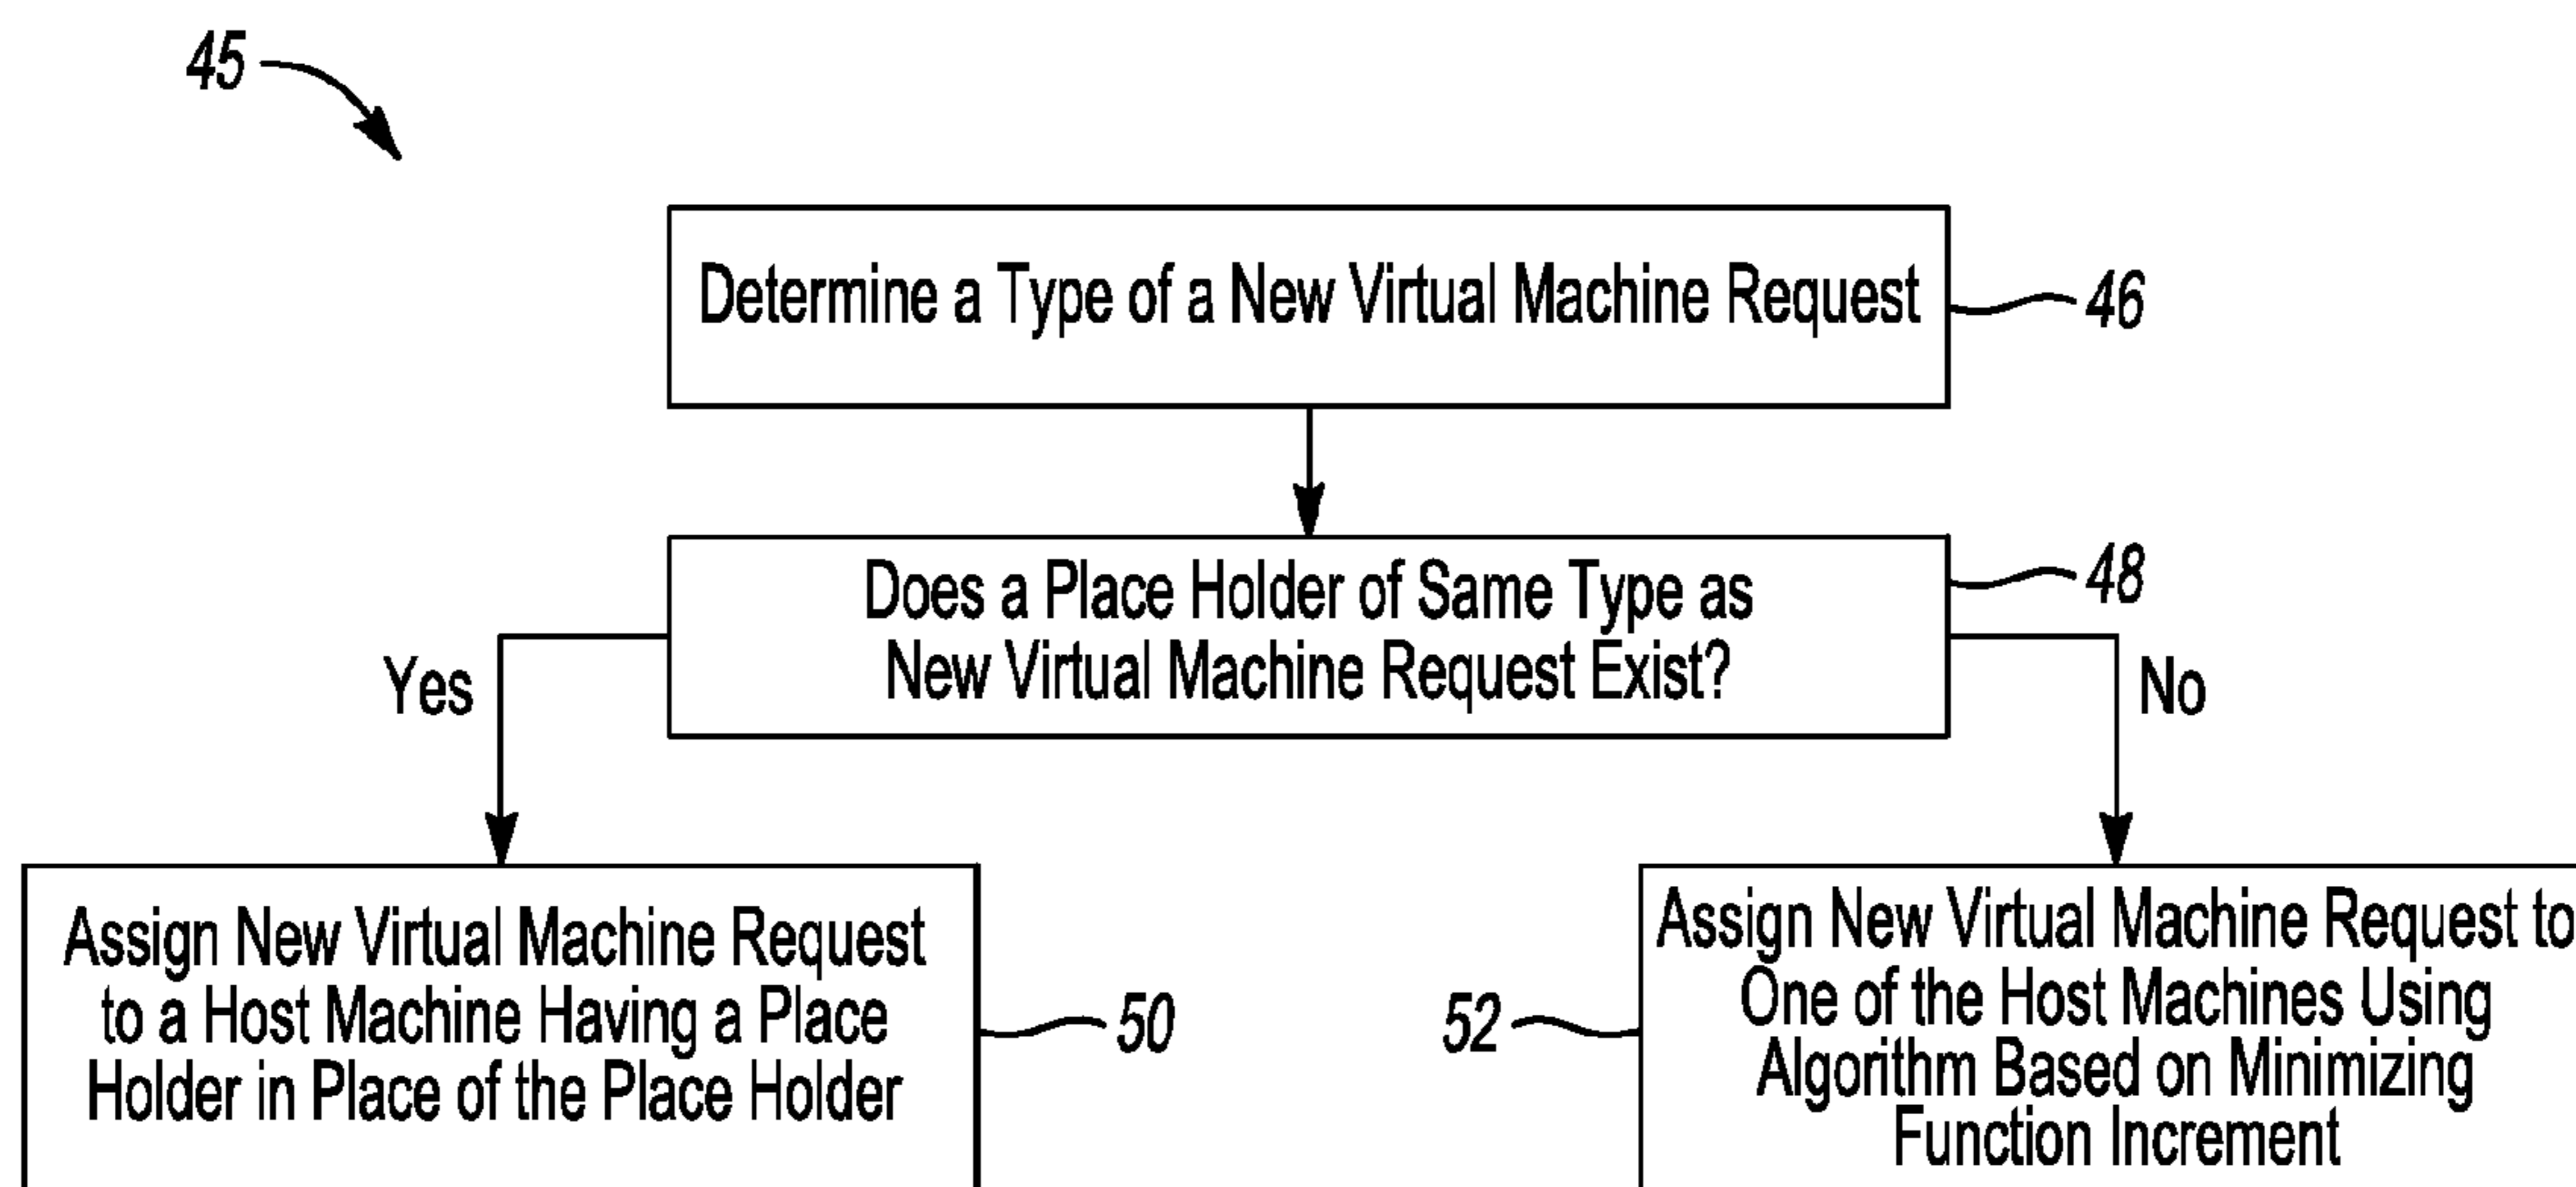 45
Determine a Type of a New Virtual Machine Request
46
Does a Place Holder of Same Type as
New Virtual Machine Request Exist?
48
Yes
No
Assign New Virtual Machine Request
to a Host Machine Having a Place
Holder in Place of the Place Holder
50
52
Assign New Virtual Machine Request to
One of the Host Machines Using
Algorithm Based on Minimizing
Function Increment